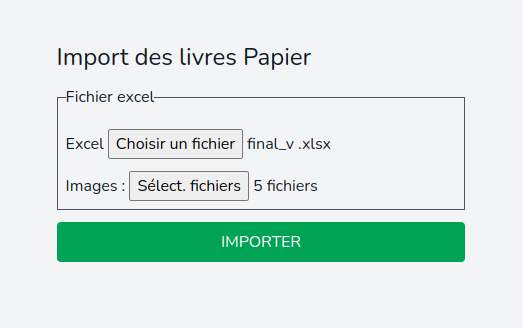 Import des livres Papier
Fichier excel
Excel Choisir un fichier final_v .xlsx
Images : Sélect. fichiers 5 fichiers
IMPORTER